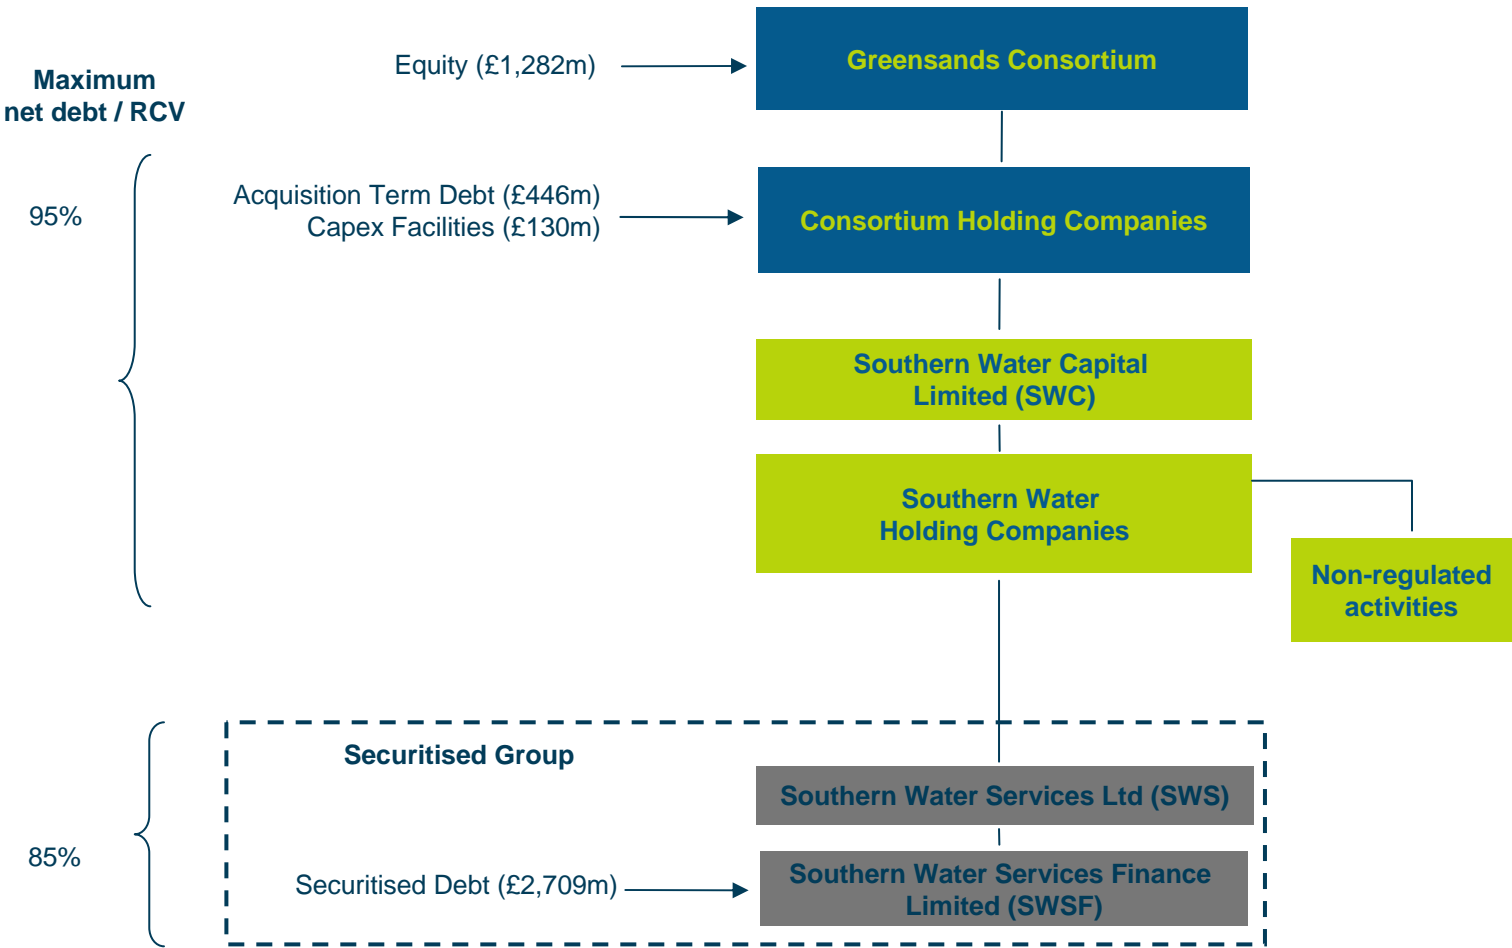 Equity (£1,282m)
Greensands Consortium
Maximum
net debt / RCV
95%
Acquisition Term Debt (£446m)
Capex Facilities (£130m)
Consortium Holding Companies
Southern Water Capital
Limited (SWC)
Southern Water
Holding Companies
Non-regulated
activities
Securitised Group
Southern Water Services Ltd (SWS)
85%
Securitised Debt (£2,709m)
Southern Water Services Finance
Limited (SWSF)